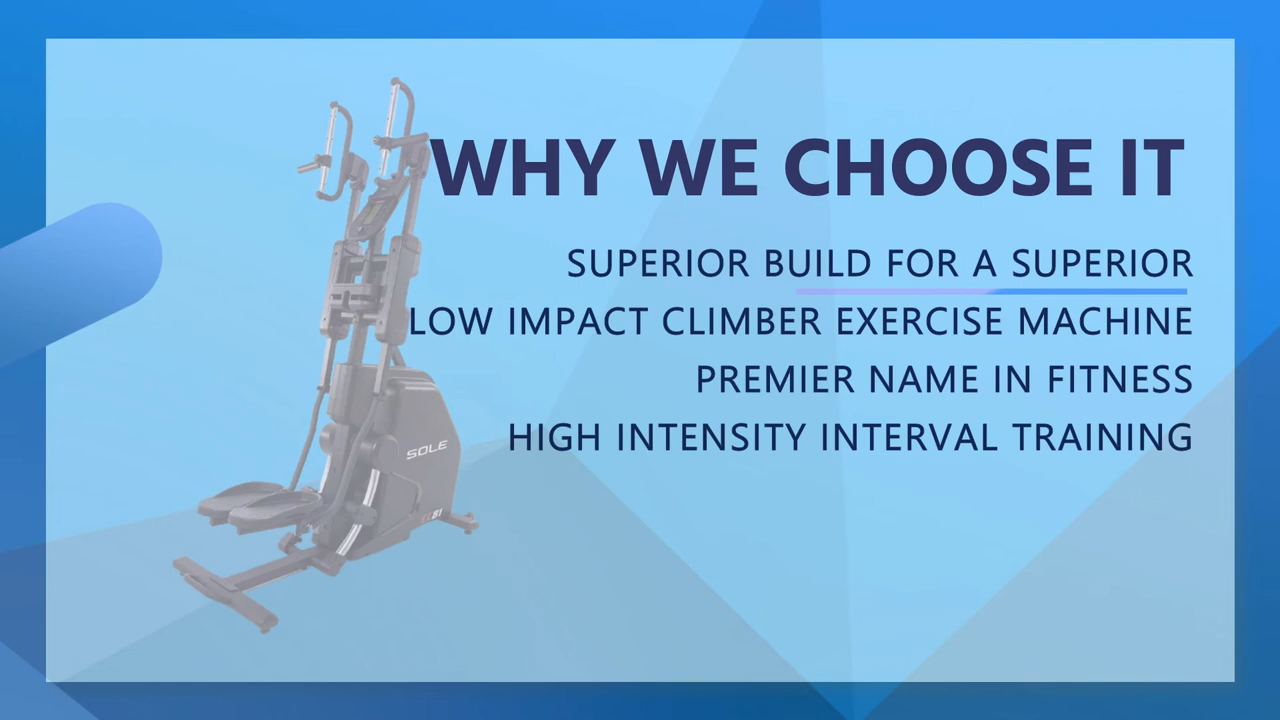 WHY WE CHOOSE IT
SUPERIOR BUILD FOR A SUPERIOR
LOW IMPACT CLIMBER EXERCISE MACHINE
PREMIER NAME IN FITNESS
HIGH INTENSITY INTERVAL TRAINING
SOLE
81